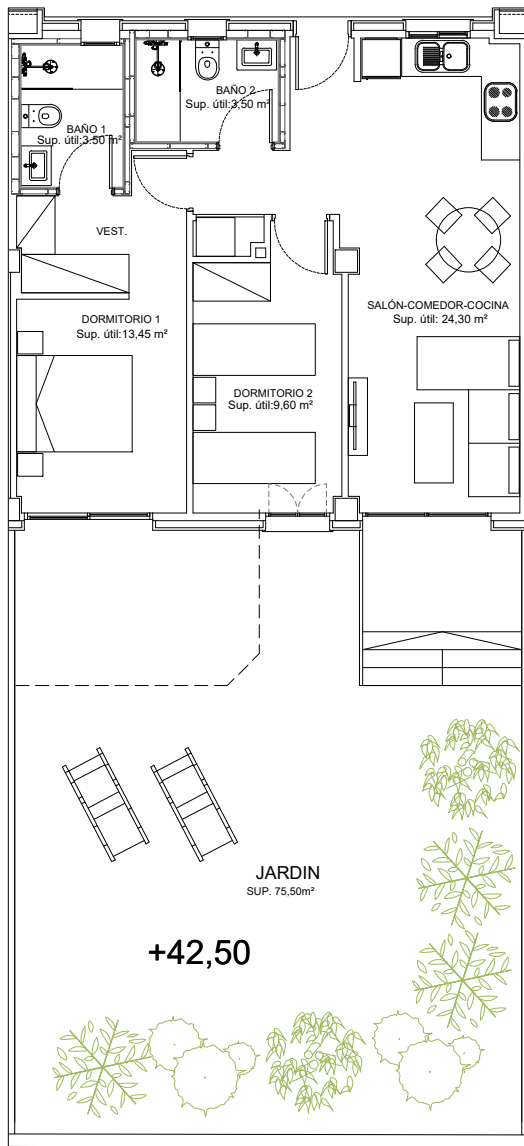 BAÑO 1
Sup. útil:3.50 m²
BAÑO 2
Sup. útil:3,50 m²
VEST.
DORMITORIO 1
Sup. útil:13,45 m²
SALÓN-COMEDOR-COCINA
Sup. útil: 24,30 m²
DORMITORIO 2
Sup. útil:9,60 m²
JARDIN
SUP. 75,50m²
+42,50